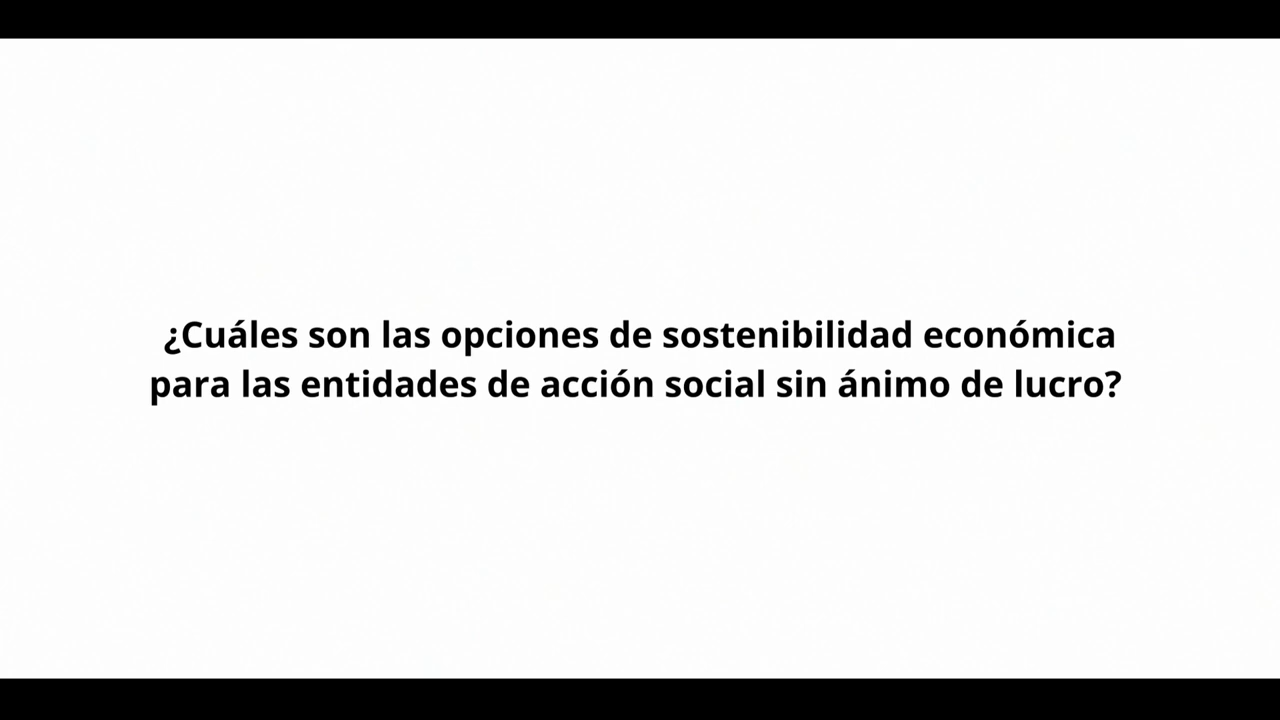 ¿Cuáles son las opciones de sostenibilidad económica
para las entidades de acción social sin ánimo de lucro?